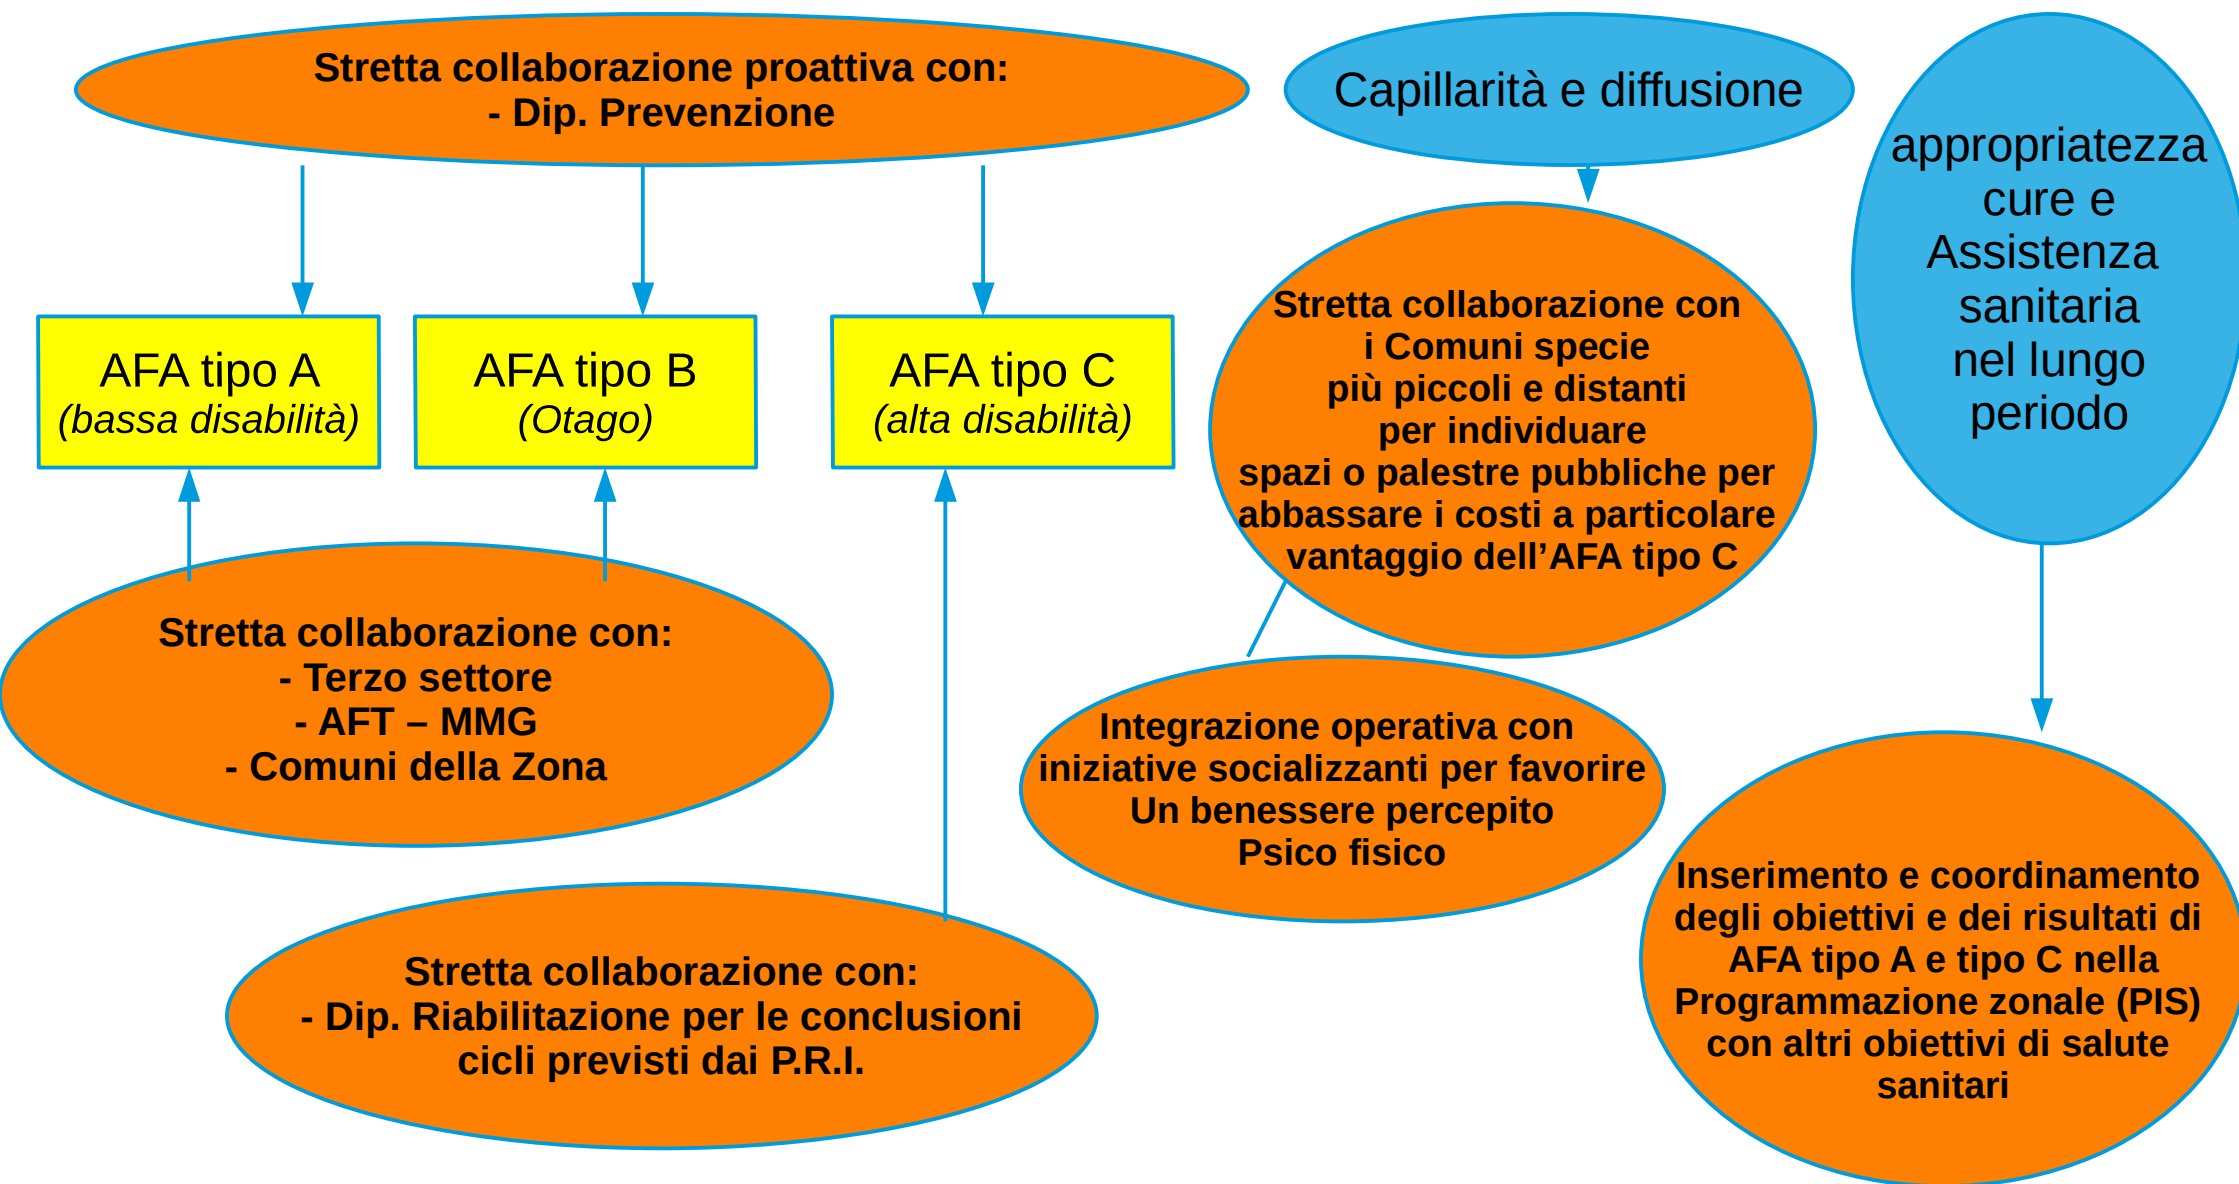 Stretta collaborazione proattiva con:
- Dip. Prevenzione
Capillarità e diffusione
appropriatezza
cure e
Assistenza
sanitaria
nel lungo
periodo
AFA tipo A
(bassa disabilità)
AFA tipo B
(Otago)
AFA tipo C
(alta disabilità)
Stretta collaborazione con
i Comuni specie
più piccoli e distanti
per individuare
spazi o palestre pubbliche per
abbassare i costi a particolare
vantaggio dell’AFA tipo C
Stretta collaborazione con:
- Terzo settore
- AFT – MMG
- Comuni della Zona
Integrazione operativa con
iniziative socializzanti per favorire
Un benessere percepito
Psico fisico
Stretta collaborazione con:
- Dip. Riabilitazione per le conclusioni
cicli previsti dai P.R.I.
Inserimento e coordinamento
degli obiettivi e dei risultati di
AFA tipo A e tipo C nella
Programmazione zonale (PIS)
con altri obiettivi di salute
sanitari